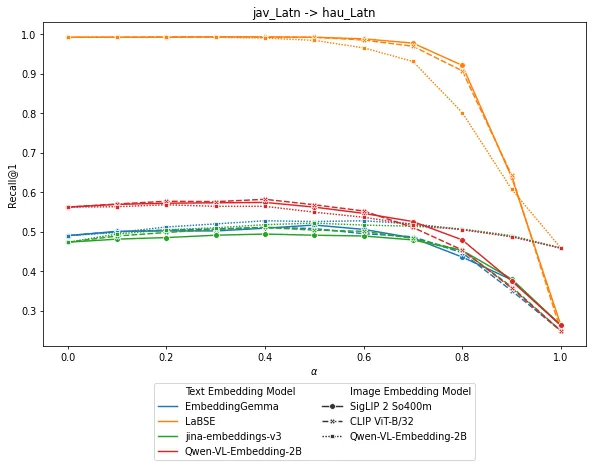 jav_Latn -> hau_Latn
Recall@1
1.0
0.9
0.8
0.7
0.6
0.5
0.4
0.3
0.0 0.2 0.4 0.6 0.8 1.0
α
Text Embedding Model Image Embedding Model
EmbeddingGemma SigLIP 2 So400m
LaBSE CLIP ViT-B/32
jina-embeddings-v3 Qwen-VL-Embedding-2B
Qwen-VL-Embedding-2B